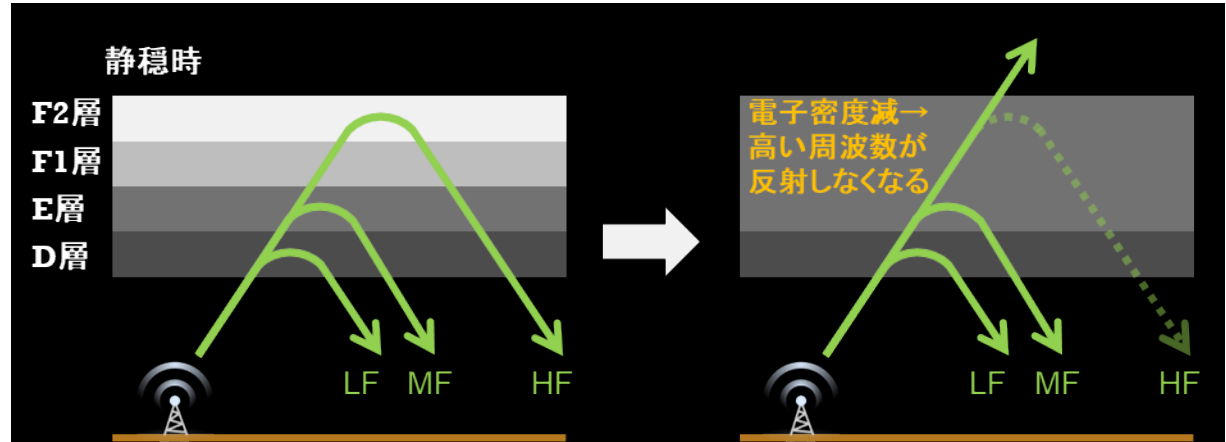 静穏時
F2層
F1層
E層
D層
LF MF HF
電子密度減→
高い周波数が
反射しなくなる
LF MF HF